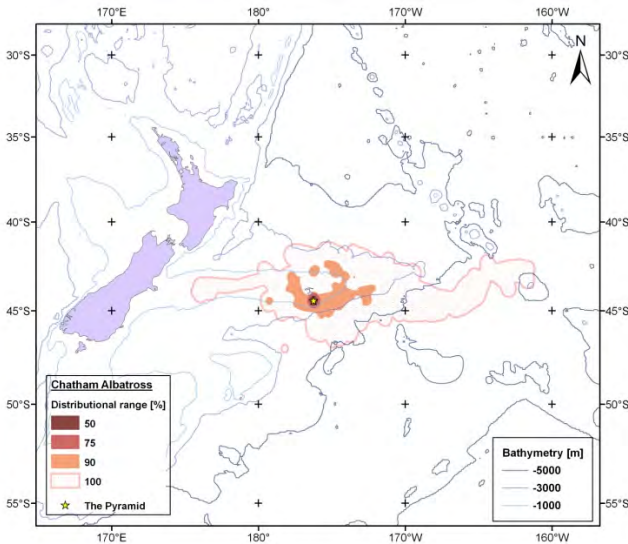 170°E 180° 170°W 160°W
30°S 30°S
N
35°S 35°S
40°S 40°S
45°S 45°S
50°S 50°S
55°S 55°S
Chatham Albatross
Distributional range [%]
50
75
90
100
The Pyramid
Bathymetry [m]
-5000
-3000
-1000
170°E 180° 170°W 160°W